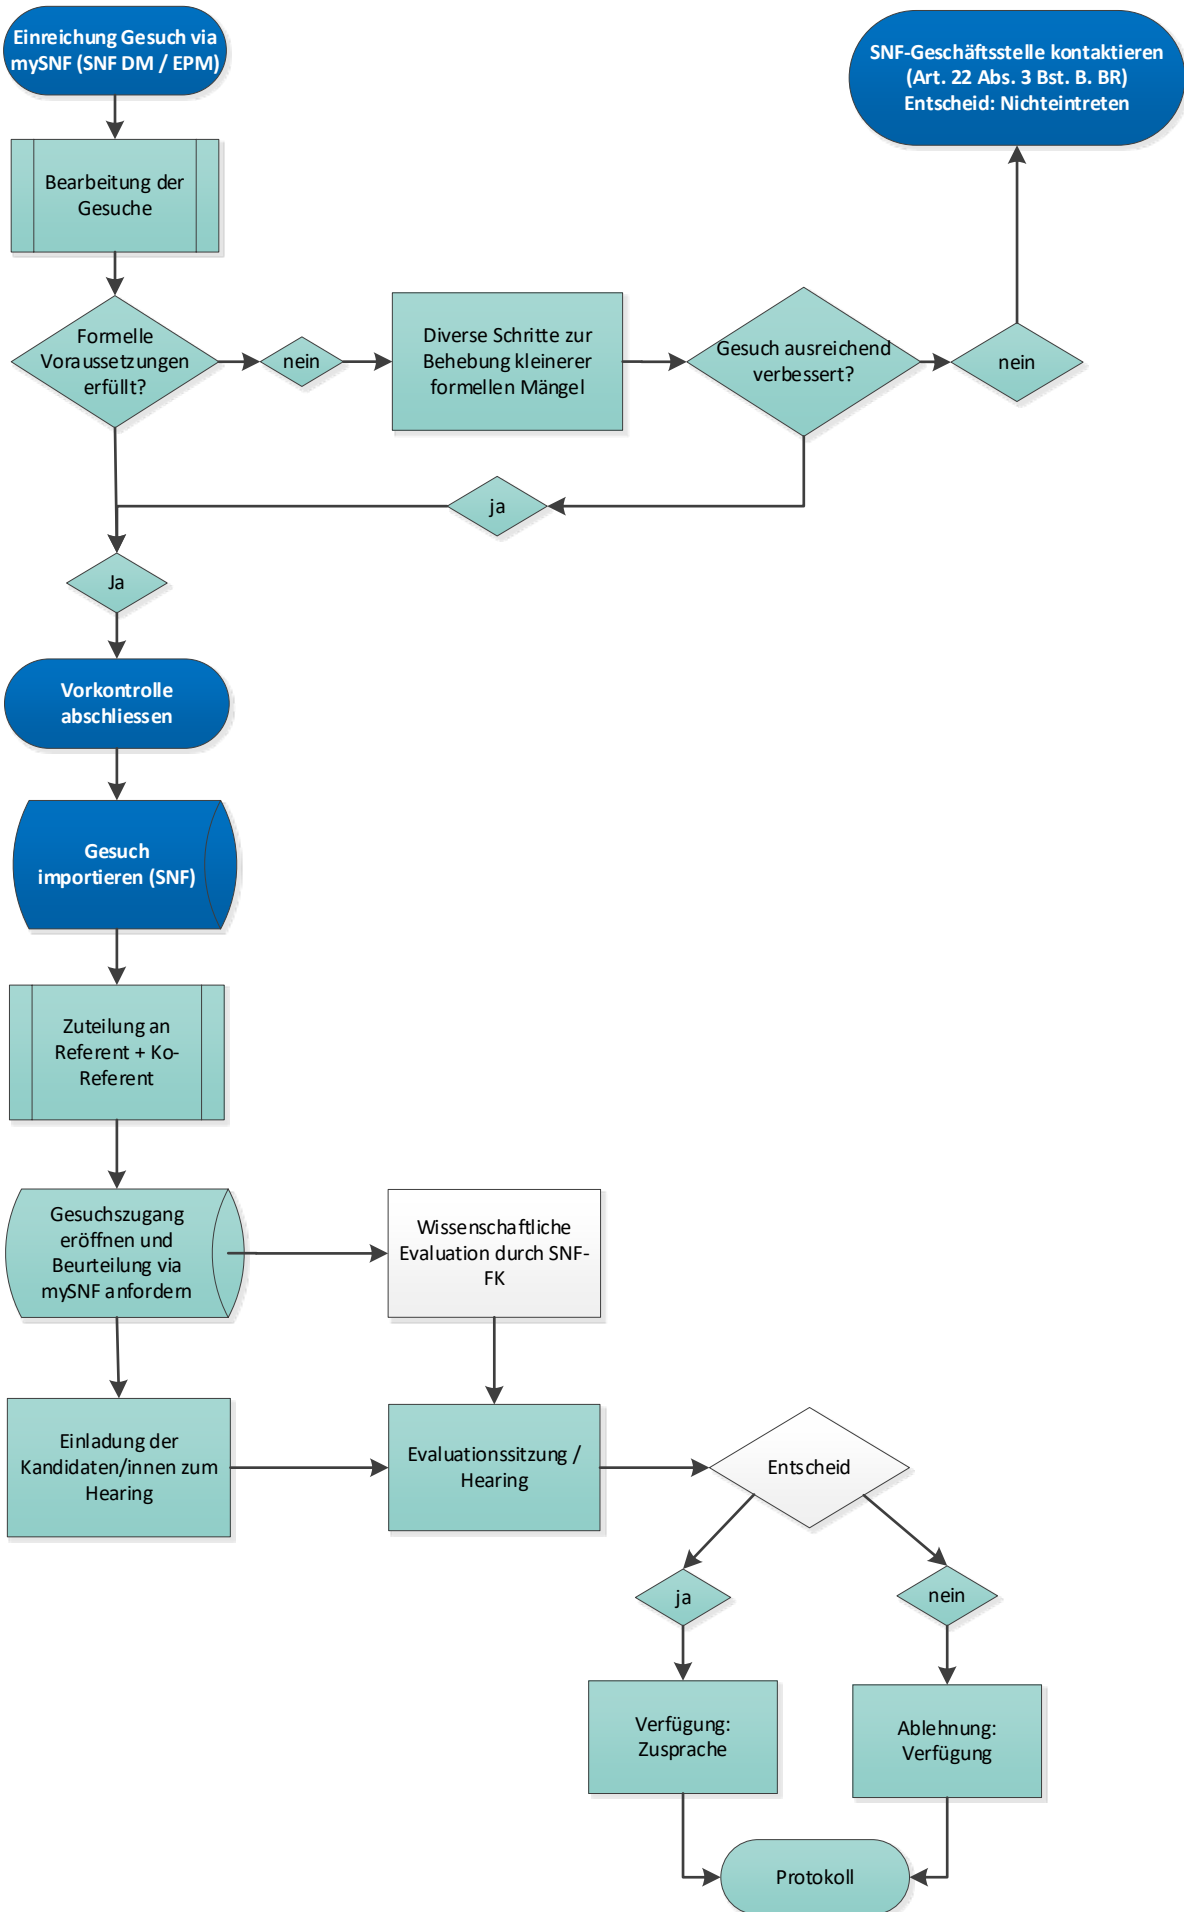 Einreichung Gesuch via
mySNF (SNF DM / EPM)
SNF-Geschäftsstelle kontaktieren
(Art. 22 Abs. 3 Bst. B. BR)
Entscheid: Nichteintreten
Bearbeitung der
Gesuche
Formelle
Voraussetzungen
erfüllt?
nein
Diverse Schritte zur
Behebung kleinerer
formellen Mängel
Gesuch ausreichend
verbessert?
nein
ja
Ja
Vorkontrolle
abschliessen
Gesuch
importieren (SNF)
Zuteilung an
Referent + Ko-
Referent
Gesuchszugang
eröffnen und
Beurteilung via
mySNF anfordern
Wissenschaftliche
Evaluation durch SNF-
FK
Einladung der
Kandidaten/innen zum
Hearing
Evaluationssitzung /
Hearing
Entscheid
ja
nein
Verfügung:
Zusprache
Ablehnung:
Verfügung
Protokoll